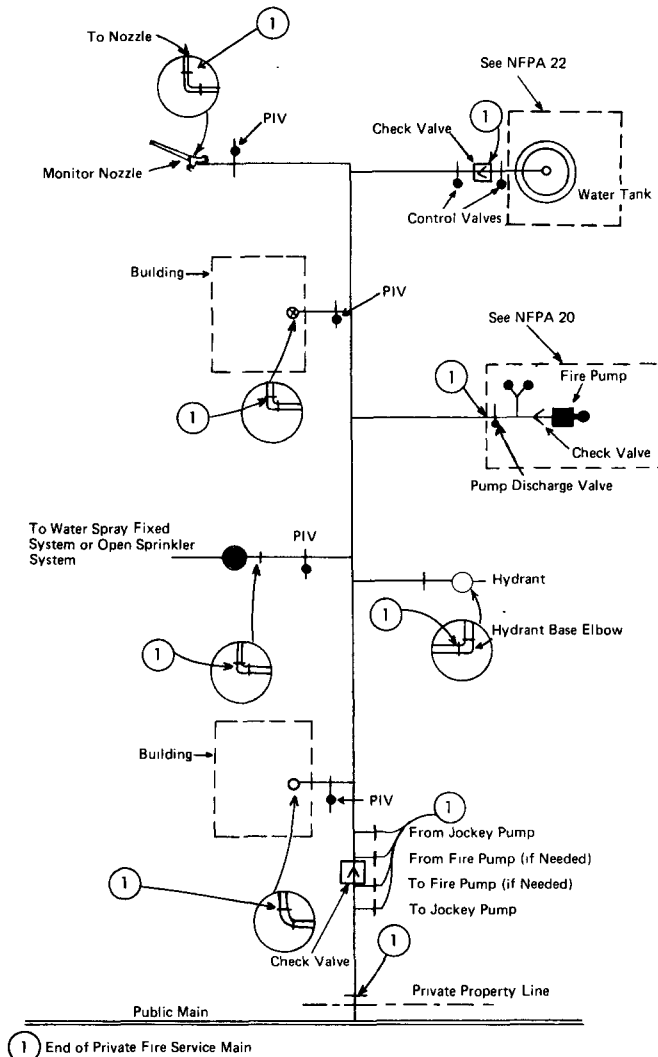 To Nozzle
1
See NFPA 22
PIV
Check Valve
1
Monitor Nozzle
Control Valves
Water Tank
Building
PIV
See NFPA 20
Fire Pump
1
1
Check Valve
Pump Discharge Valve
To Water Spray Fixed
System or Open Sprinkler
System
PIV
Hydrant
1
Hydrant Base Elbow
1
Building
PIV
1
From Jockey Pump
From Fire Pump (if Needed)
To Fire Pump (if Needed)
To Jockey Pump
1
Check Valve
1
Private Property Line
Public Main
1 End of Private Fire Service Main